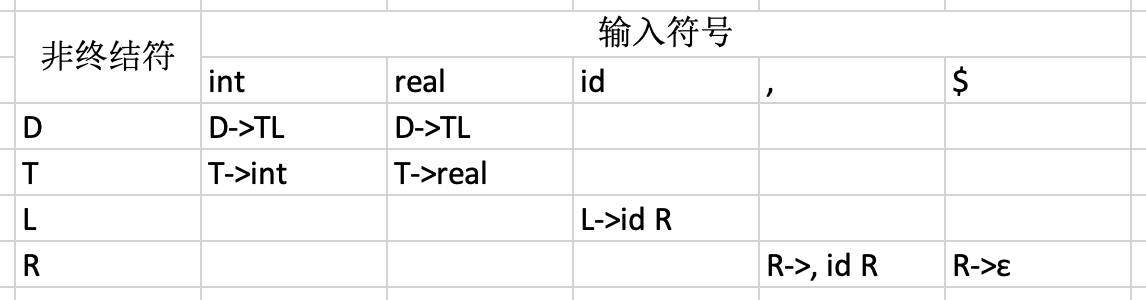 非终结符 输入符号
int real id , $
D D->TL D->TL
T T->int T->real
L L->id R
R R->, id R R->ε